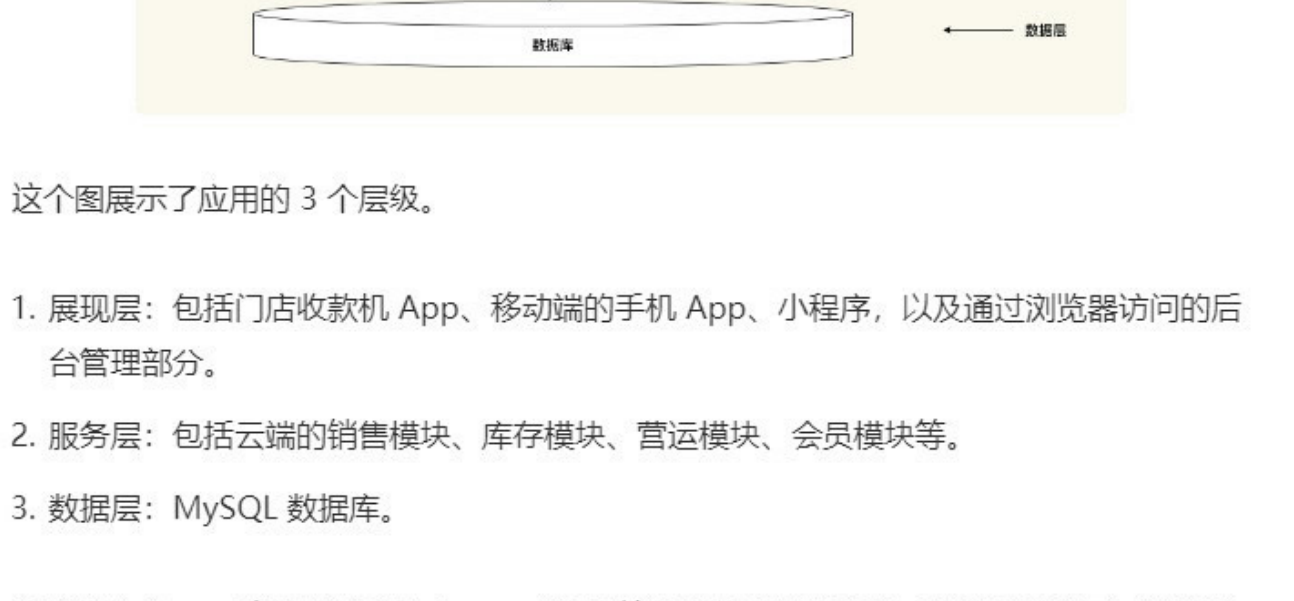 数据库
数据层
这个图展示了应用的 3 个层级。
1. 展现层：包括门店收款机 App、移动端的手机 App、小程序，以及通过浏览器访问的后
台管理部分。
2. 服务层：包括云端的销售模块、库存模块、营运模块、会员模块等。
3. 数据层：MySQL 数据库。